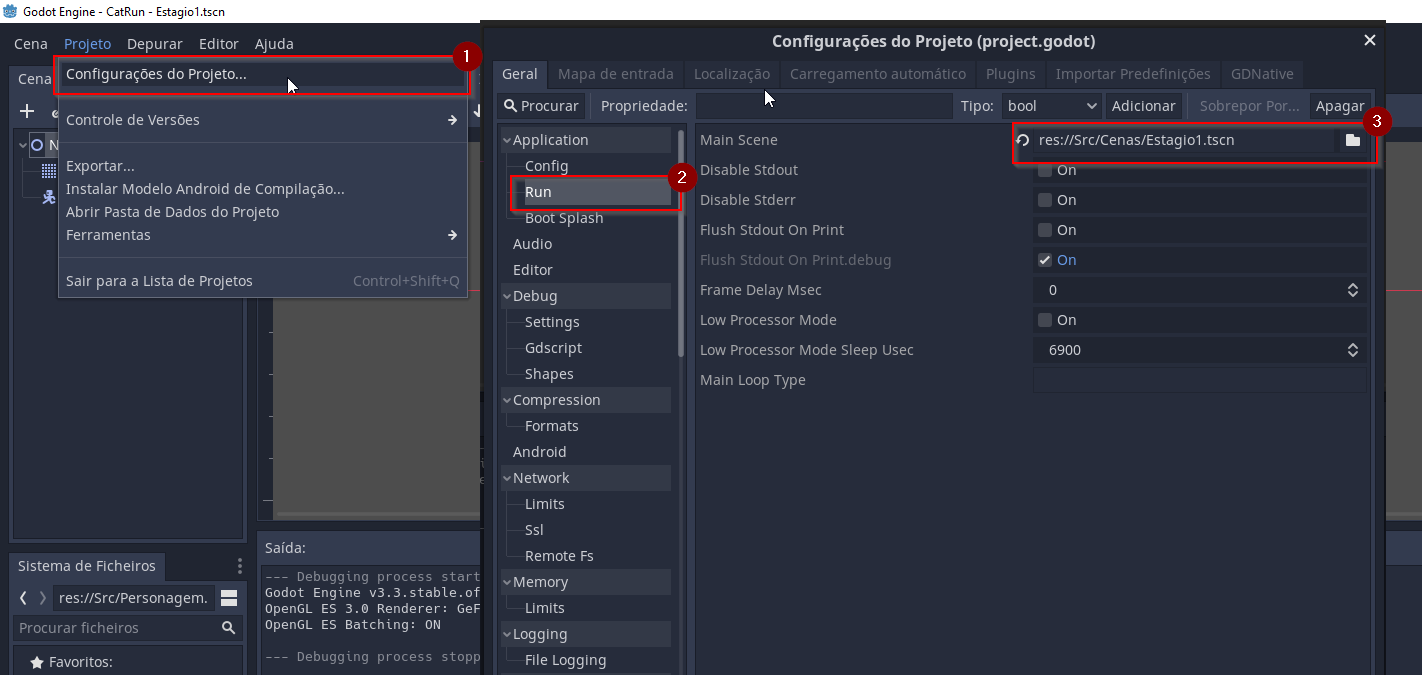 Godot Engine - CatRun - Estagio1.tscn
Cena Projeto Depurar Editor Ajuda
1
Configurações do Projeto...
Controle de Versões
Exportar...
Instalar Modelo Android de Compilação...
Abrir Pasta de Dados do Projeto
Ferramentas
Sair para a Lista de Projetos Control+Shift+Q
Cena
N
Sistema de Ficheiros
res://Src/Personagem.
Procurar ficheiros
Favoritos:
Saída:
--- Debugging process start
Godot Engine v3.3.stable.of
OpenGL ES 3.0 Renderer: GeF
OpenGL ES Batching: ON
--- Debugging process stopp
Configurações do Projeto (project.godot)
Geral Mapa de entrada Localização Carregamento automático Plugins Importar Predefinições GDNative
Procurar Propriedade: Tipo: bool Adicionar Sobrepor Por... Apagar
Application
Config
2
Run
Boot Splash
Audio
Editor
Debug
Settings
Gdscript
Shapes
Compression
Formats
Android
Network
Limits
Ssl
Remote Fs
Memory
Limits
Logging
File Logging
3
Main Scene res://Src/Cenas/Estagio1.tscn
Disable Stdout On
Disable Stderr On
Flush Stdout On Print On
Flush Stdout On Print.debug On
Frame Delay Msec 0
Low Processor Mode On
Low Processor Mode Sleep Usec 6900
Main Loop Type